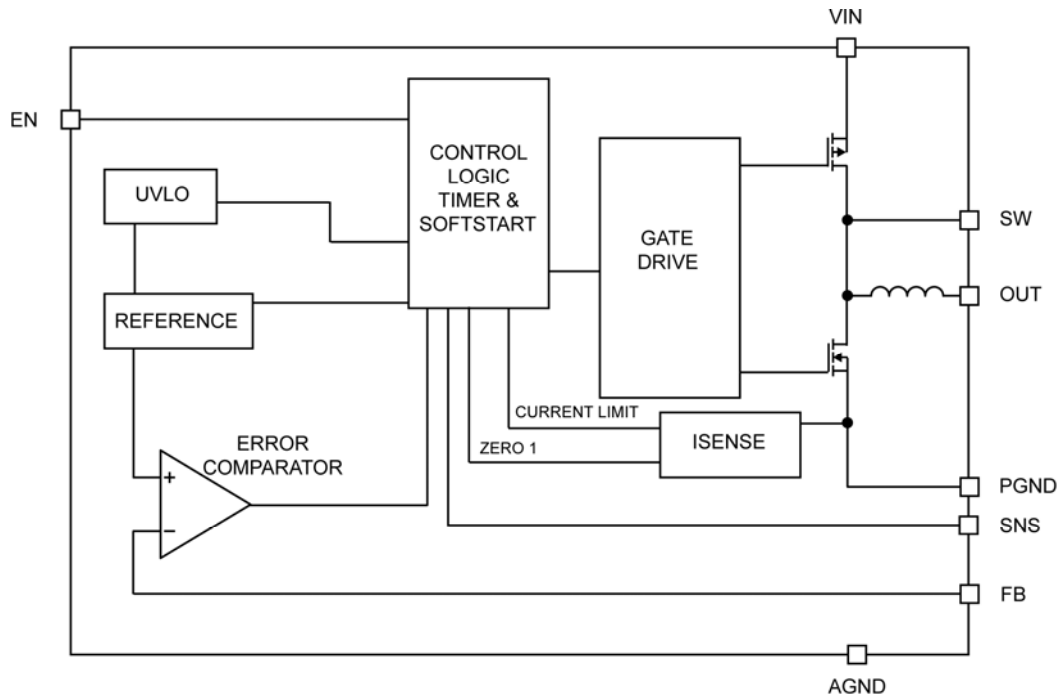 VIN
EN
CONTROL
LOGIC
TIMER &
SOFTSTART
UVLO
GATE
DRIVE
SW
OUT
REFERENCE
CURRENT LIMIT
ISENSE
ZERO 1
ERROR
COMPARATOR
+
−
PGND
SNS
FB
AGND